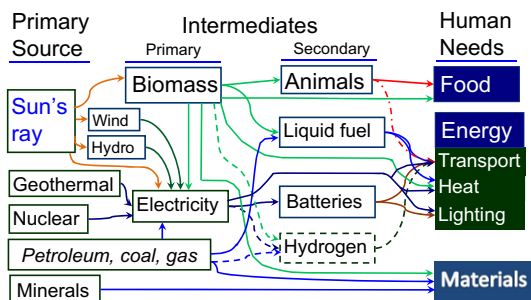 Primary
Source
Intermediates
Primary
Secondary
Human
Needs
Sun's
ray
Biomass
Wind
Hydro
Geothermal
Nuclear
Electricity
Petroleum, coal, gas
Minerals
Animals
Liquid fuel
Batteries
Hydrogen
Food
Energy
Transport
Heat
Lighting
Materials